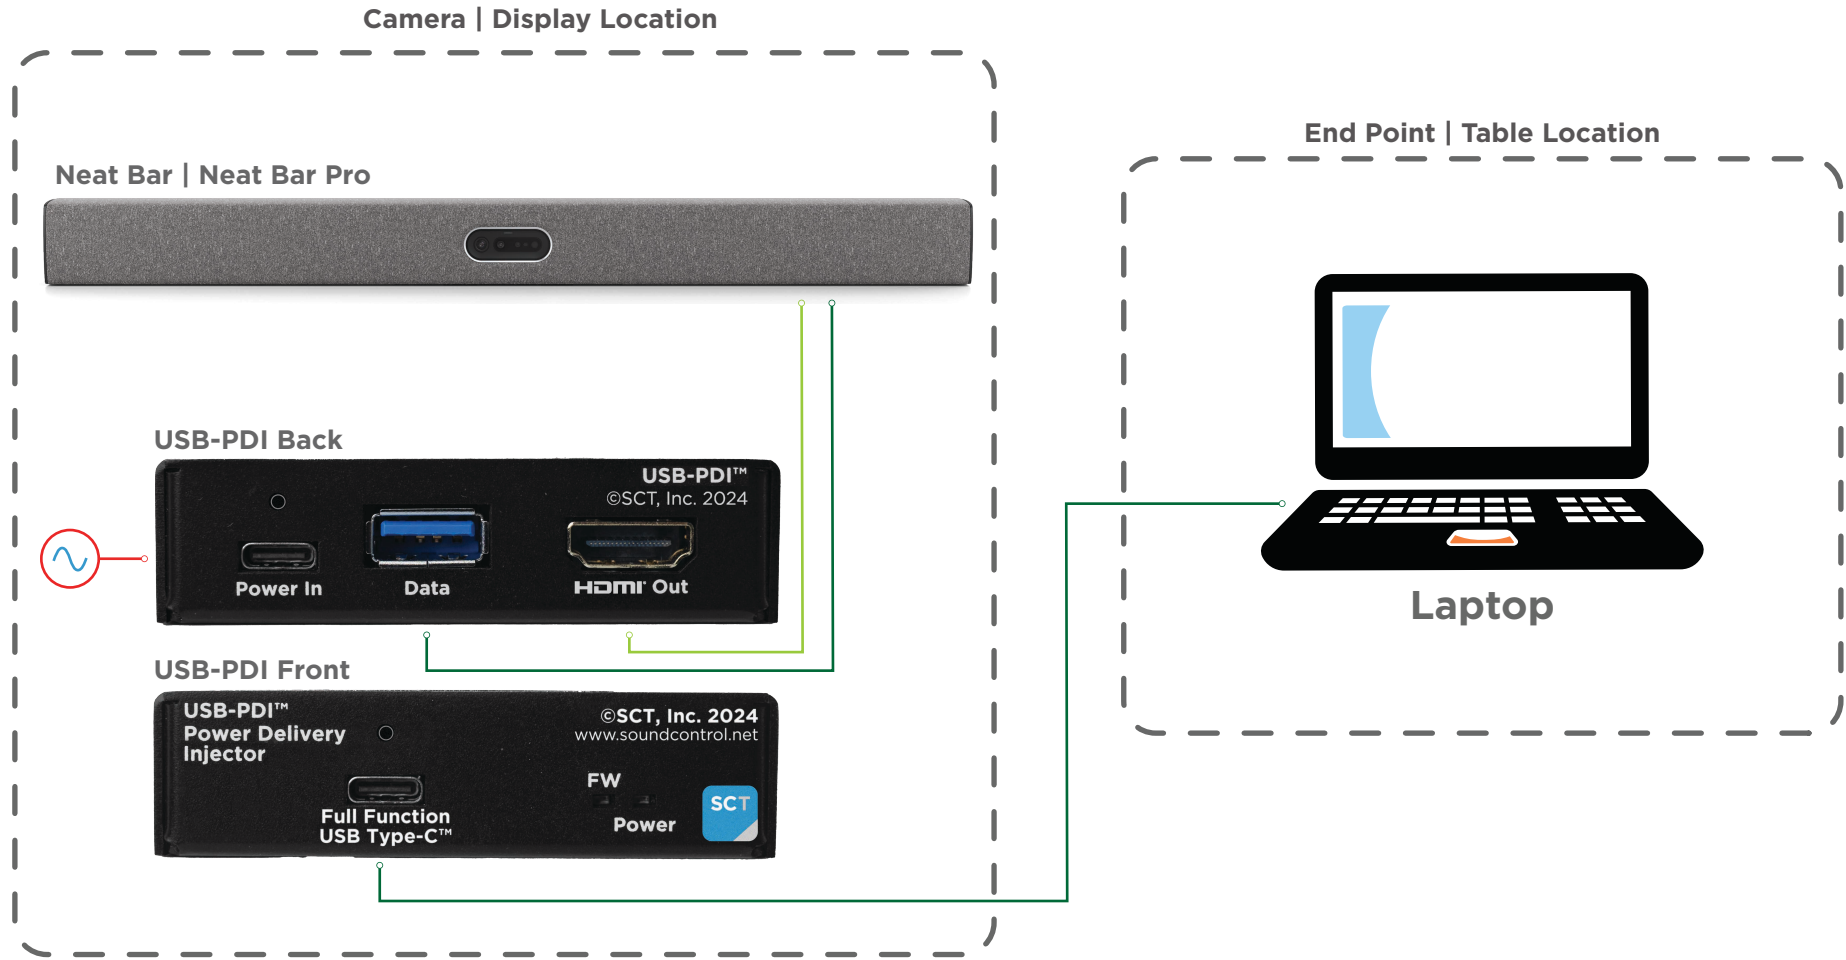 Camera | Display Location
End Point | Table Location
Neat Bar | Neat Bar Pro
USB-PDI Back
USB-PDI™
©SCT, Inc. 2024
Power In
Data
HDMI® Out
Laptop
USB-PDI Front
USB-PDI™
Power Delivery
Injector
©SCT, Inc. 2024
www.soundcontrol.net
FW
Power
SCT
Full Function
USB Type-C™